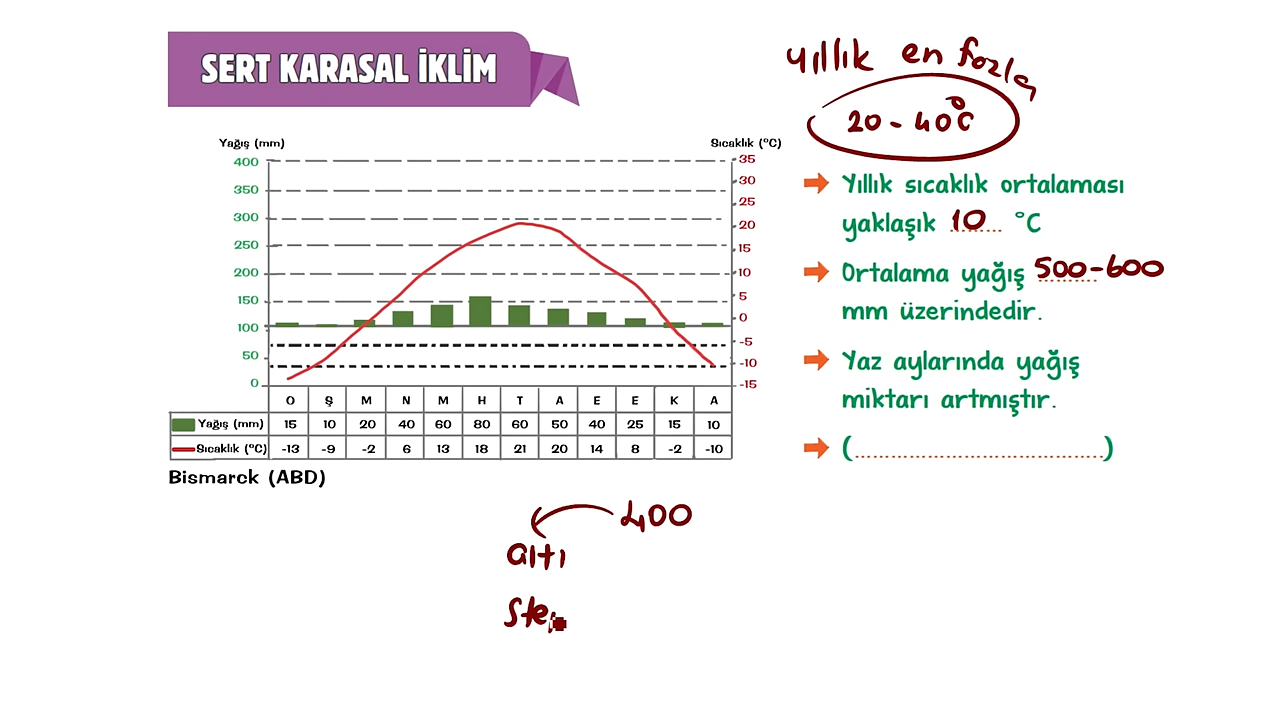 SERT KARASAL İKLİM
Yağış (mm)
Sıcaklık (°C)
400
350
300
250
200
150
100
50
0
35
30
25
20
15
10
5
0
-5
-10
-15
O Ş M N M H T A E E K A
Yağış (mm) 15 10 20 40 60 80 60 50 40 25 15 10
Sıcaklık (°C) -13 -9 -2 6 13 18 21 20 14 8 -2 -10
Bismarck (ABD)
400
altı
yıllık en fazla
20 - 40°C
Yıllık sıcaklık ortalaması
yaklaşık 10 °C
Ortalama yağış 500-600
mm üzerindedir.
Yaz aylarında yağış
miktarı artmıştır.
(....................................)